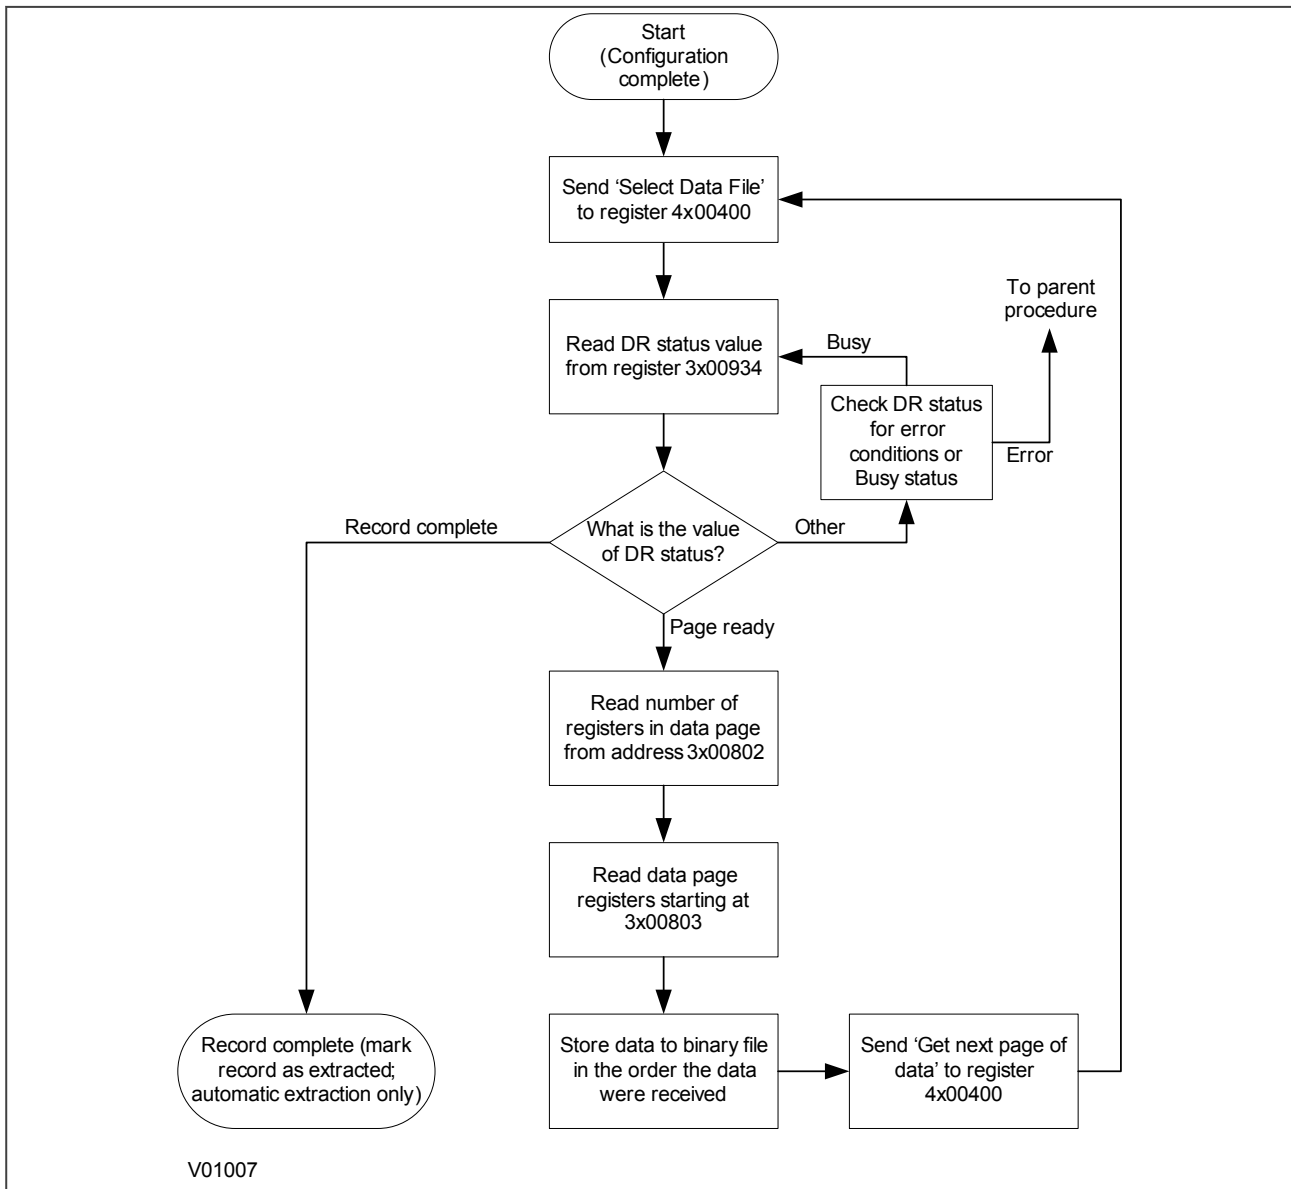 Start
(Configuration
complete)
Send ‘Select Data File’
to register 4x00400
To parent
procedure
Read DR status value
from register 3x00934
Busy
Check DR status
for error
conditions or
Busy status
Error
Record complete
What is the value
of DR status?
Other
Page ready
Read number of
registers in data page
from address 3x00802
Read data page
registers starting at
3x00803
Record complete (mark
record as extracted;
automatic extraction only)
Store data to binary file
in the order the data
were received
Send ‘Get next page of
data’ to register
4x00400
V01007